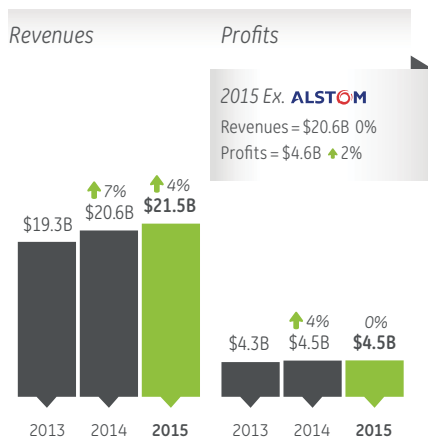 Revenues
Profits
2015 Ex. ALSTOM
Revenues = $20.6B 0%
Profits = $4.6B 2%
7%
4%
$19.3B
$20.6B
$21.5B
4%
0%
$4.3B
$4.5B
$4.5B
2013
2014
2015
2013
2014
2015